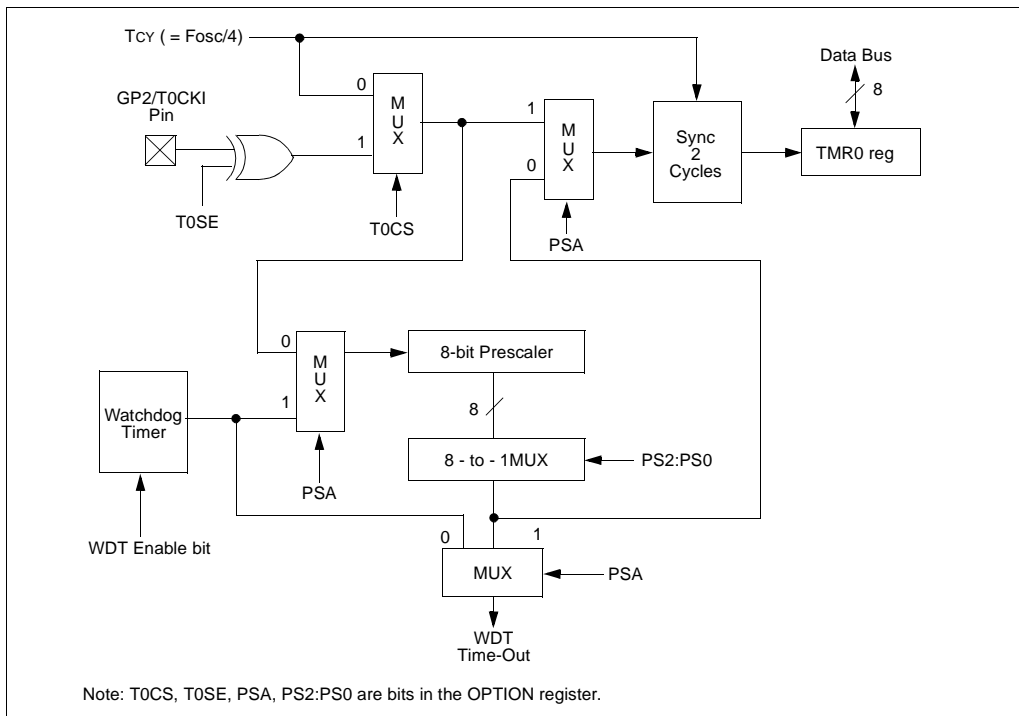 TCY ( = Fosc/4)
Data Bus
GP2/T0CKI
Pin
0
M
U
X
1
8
1
M
U
X
0
Sync
2
Cycles
TMR0 reg
T0SE
T0CS
PSA
0
M
U
X
1
8-bit Prescaler
Watchdog
Timer
8
8 - to - 1MUX
PS2:PS0
PSA
WDT Enable bit
0
1
MUX
PSA
WDT
Time-Out
Note: T0CS, T0SE, PSA, PS2:PS0 are bits in the OPTION register.